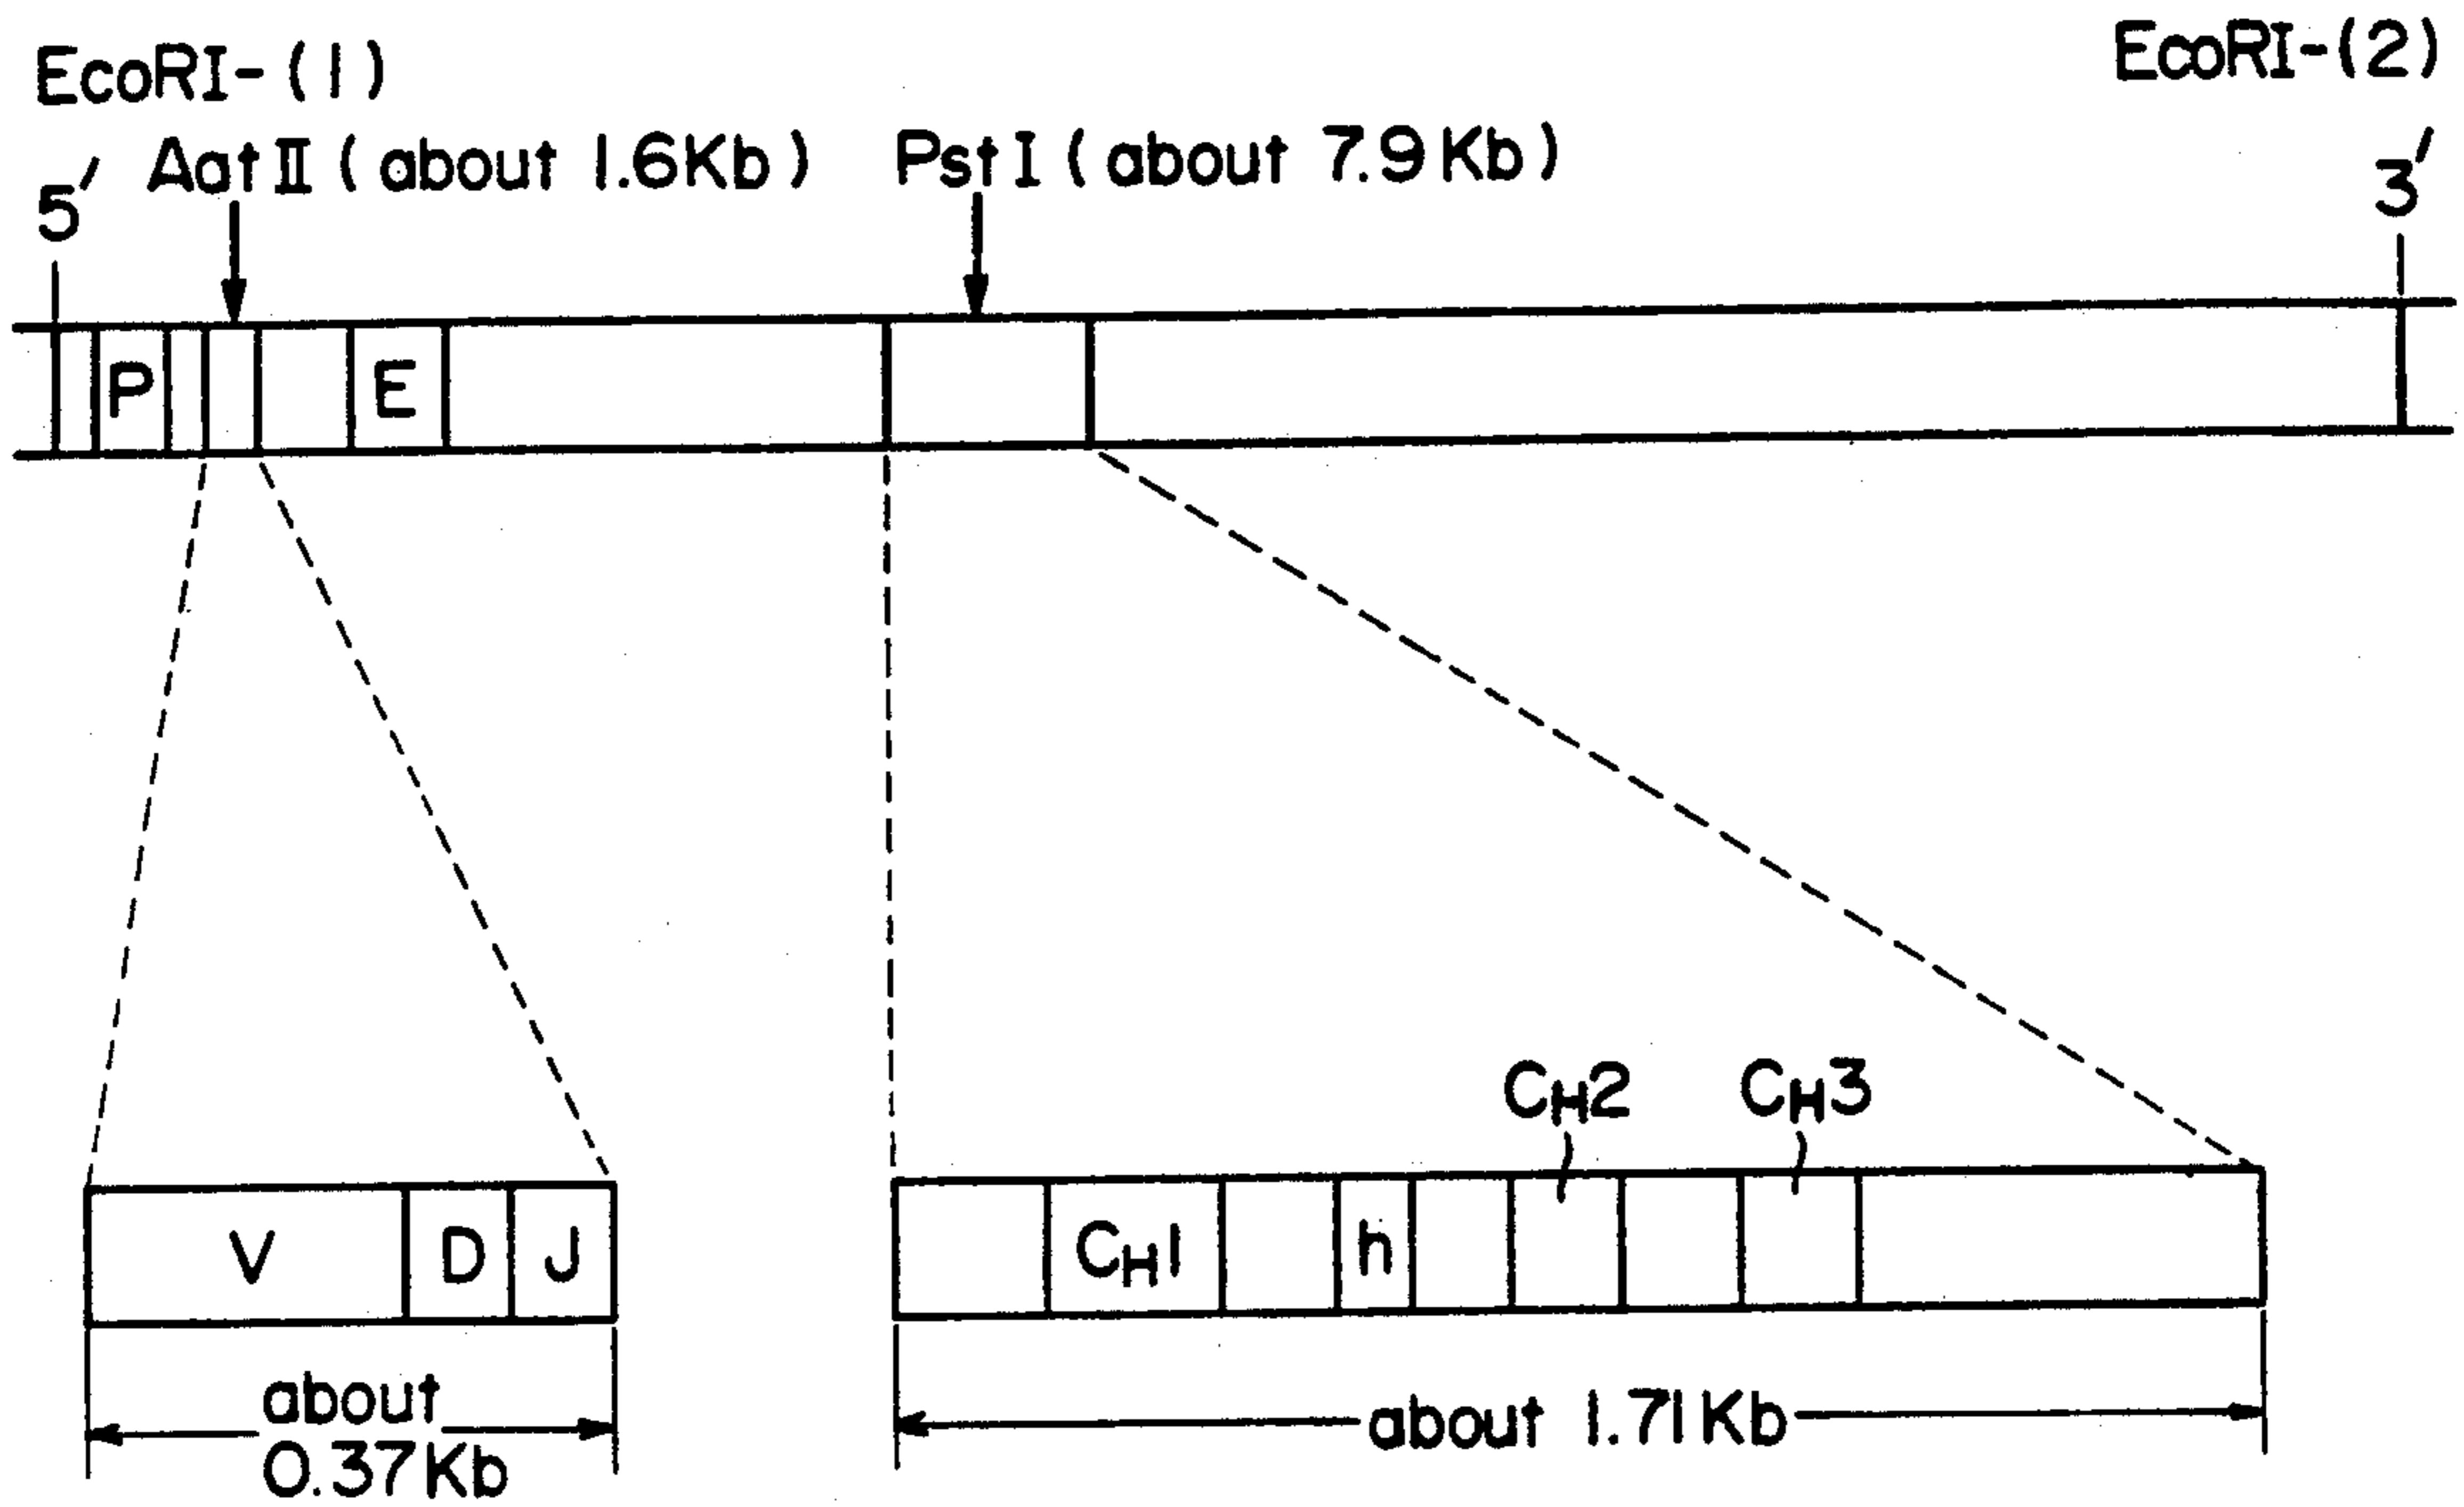 EcoRI-(1) EcoRI-(2)
AatII (about 1.6Kb) PstI (about 7.9Kb)
5′ 3′
P E
CH2 CH3
V D J CH1 h
about
0.37Kb
about 1.71Kb